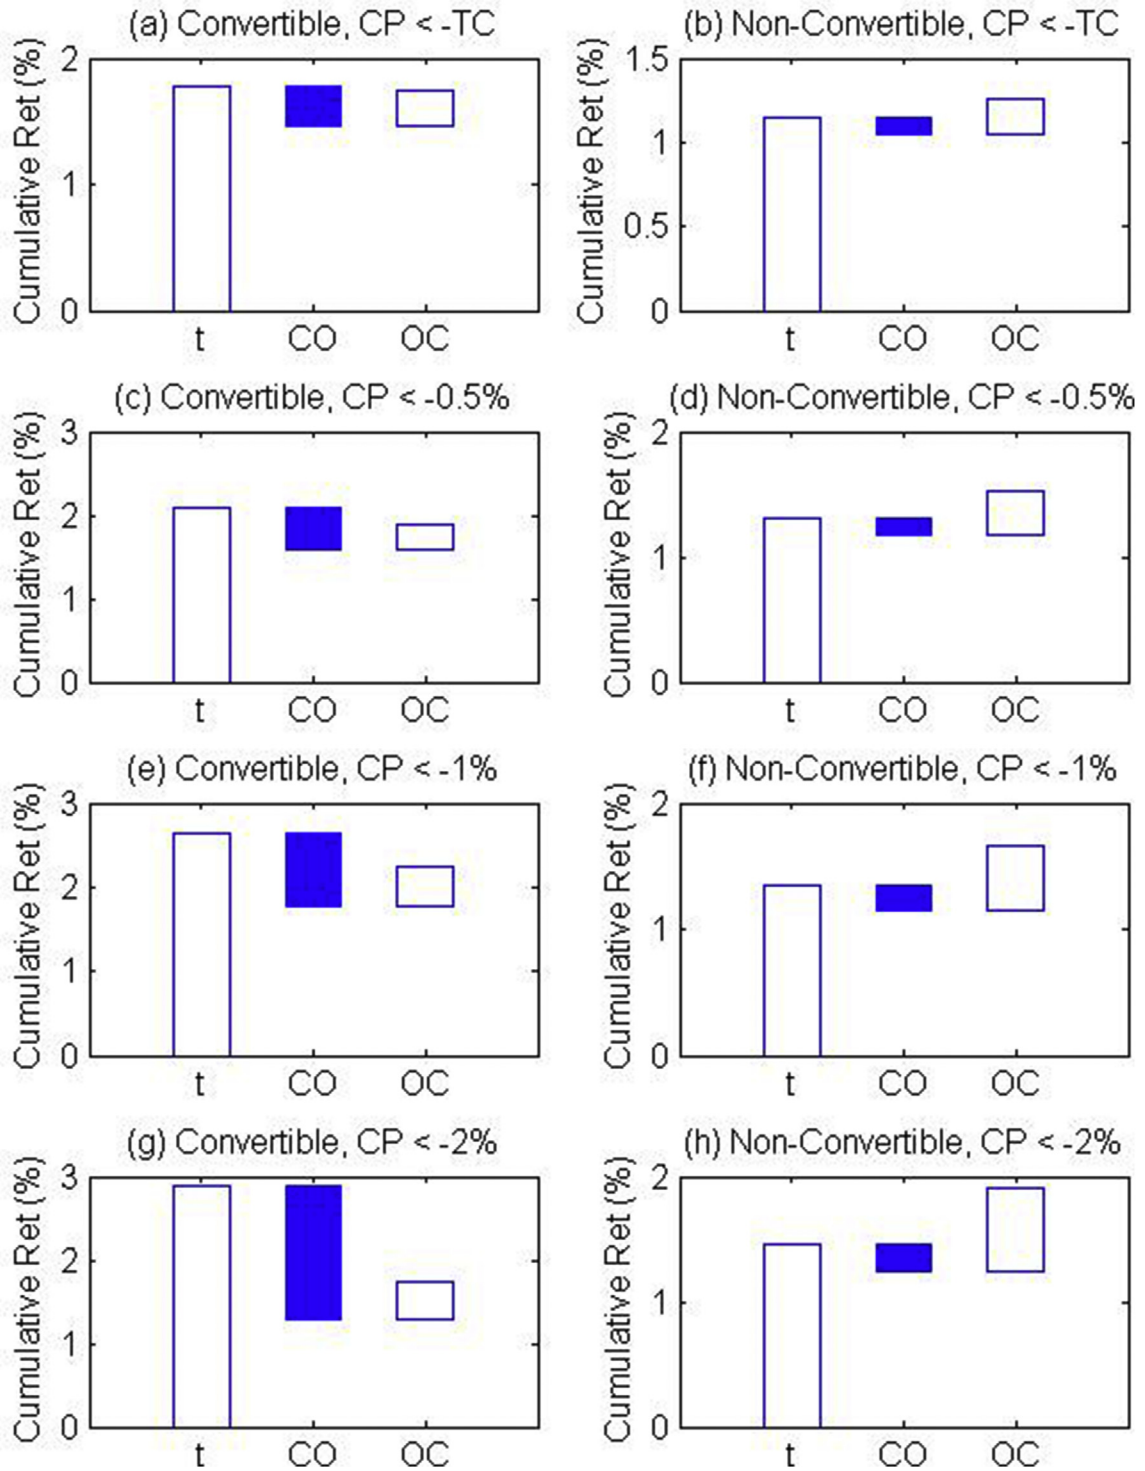 (a) Convertible, CP < -TC
Cumulative Ret (%)
2
1
0
t CO OC
(b) Non-Convertible, CP < -TC
Cumulative Ret (%)
1.5
1
0.5
0
t CO OC
(c) Convertible, CP < -0.5%
Cumulative Ret (%)
3
2
1
0
t CO OC
(d) Non-Convertible, CP < -0.5%
Cumulative Ret (%)
2
1
0
t CO OC
(e) Convertible, CP < -1%
Cumulative Ret (%)
3
2
1
0
t CO OC
(f) Non-Convertible, CP < -1%
Cumulative Ret (%)
2
1
0
t CO OC
(g) Convertible, CP < -2%
Cumulative Ret (%)
3
2
1
0
t CO OC
(h) Non-Convertible, CP < -2%
Cumulative Ret (%)
2
1
0
t CO OC